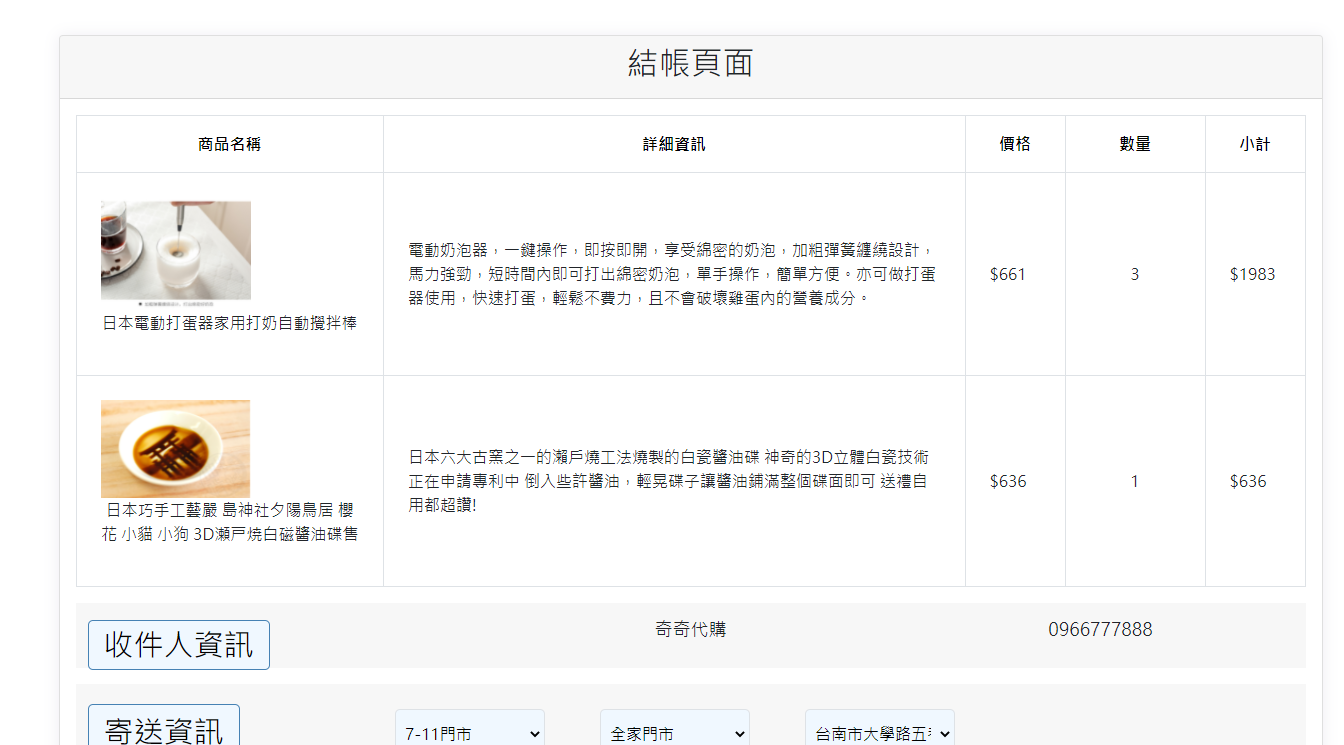 結帳頁面
商品名稱 詳細資訊 價格 數量 小計
日本電動打蛋器家用打奶自動攪拌棒
電動奶泡器，一鍵操作，即按即開，享受綿密的奶泡，加粗彈簧纏繞設計，
馬力強勁，短時間內即可打出綿密奶泡，單手操作，簡單方便。亦可做打蛋
器使用，快速打蛋，輕鬆不費力，且不會破壞雞蛋內的營養成分。
$661 3 $1983
日本巧手工藝嚴 島神社夕陽鳥居 櫻
花 小貓 小狗 3D瀨戸燒白磁醬油碟售
日本六大古窯之一的瀨戶燒工法燒製的白瓷醬油碟 神奇的3D立體白瓷技術
正在申請專利中 倒入些許醬油，輕晃碟子讓醬油鋪滿整個碟面即可 送禮自
用都超讚!
$636 1 $636
收件人資訊 奇奇代購 0966777888
寄送資訊 7-11門市 全家門市 台南市大學路五